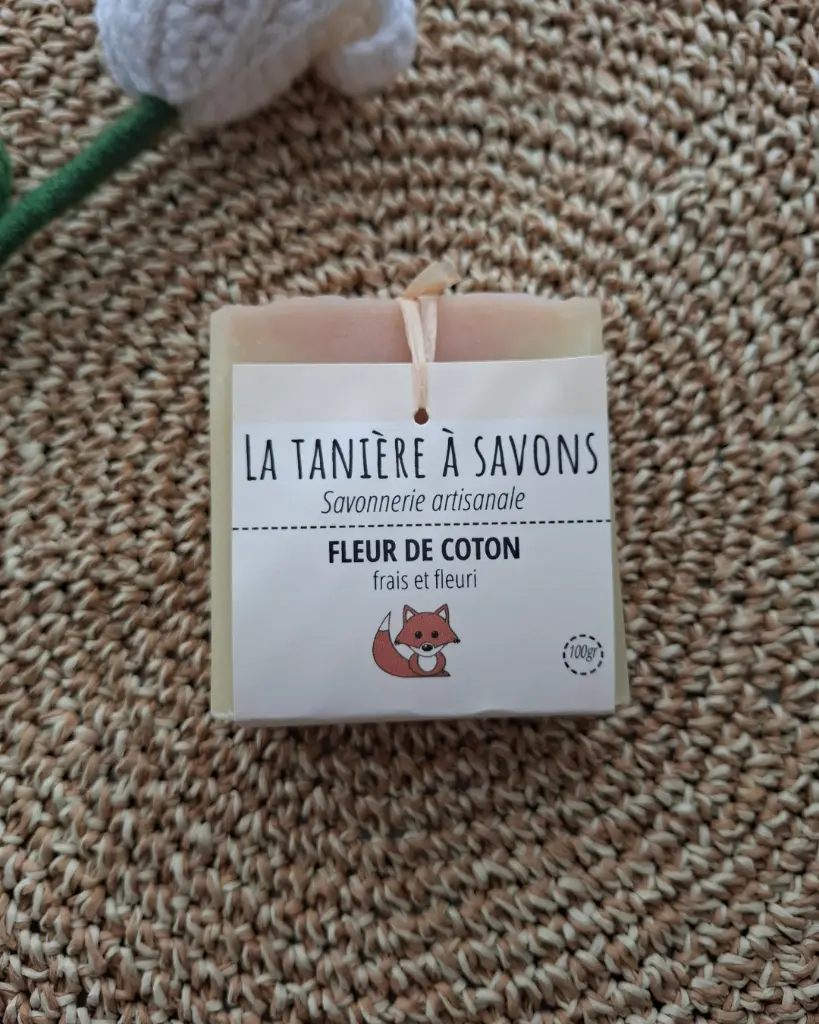 LA TANIÈRE À SAVONS
Savonnerie artisanale
FLEUR DE COTON
frais et fleuri
100gr